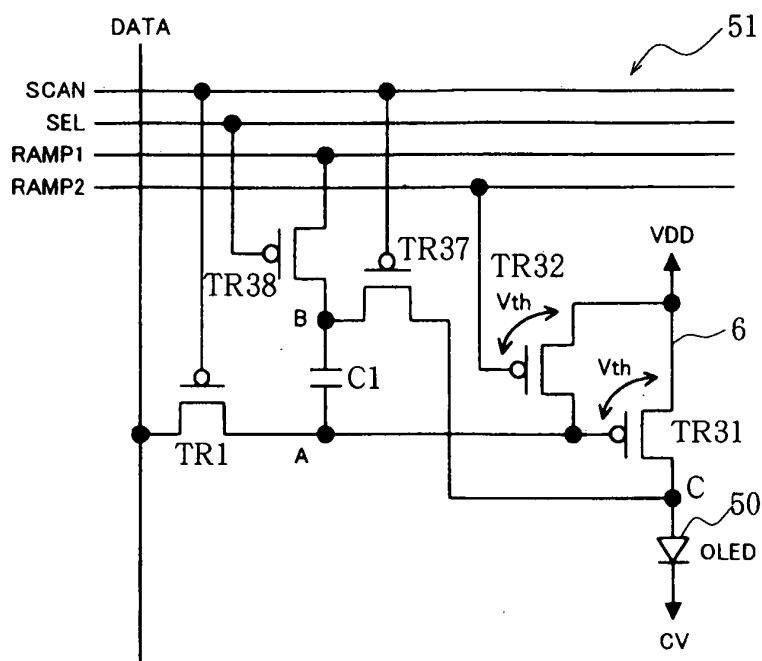 DATA
51
SCAN
SEL
RAMP1
RAMP2
TR38
TR37
TR32
VDD
Vth
6
B
C1
Vth
TR31
TR1
A
C
50
OLED
CV